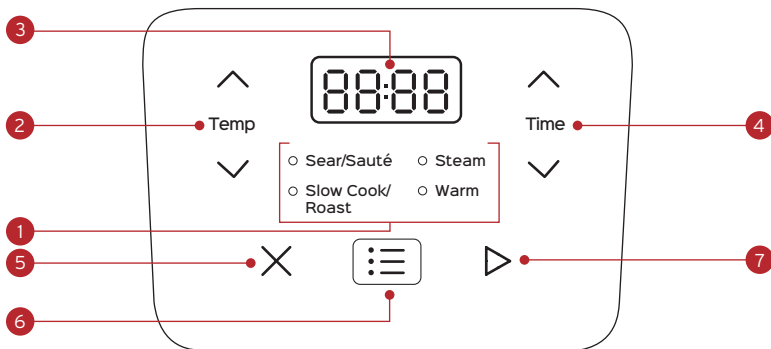 3
88:88
2
Temp
Time
4
Sear/Sauté
Steam
Slow Cook/
Roast
Warm
1
5
7
6